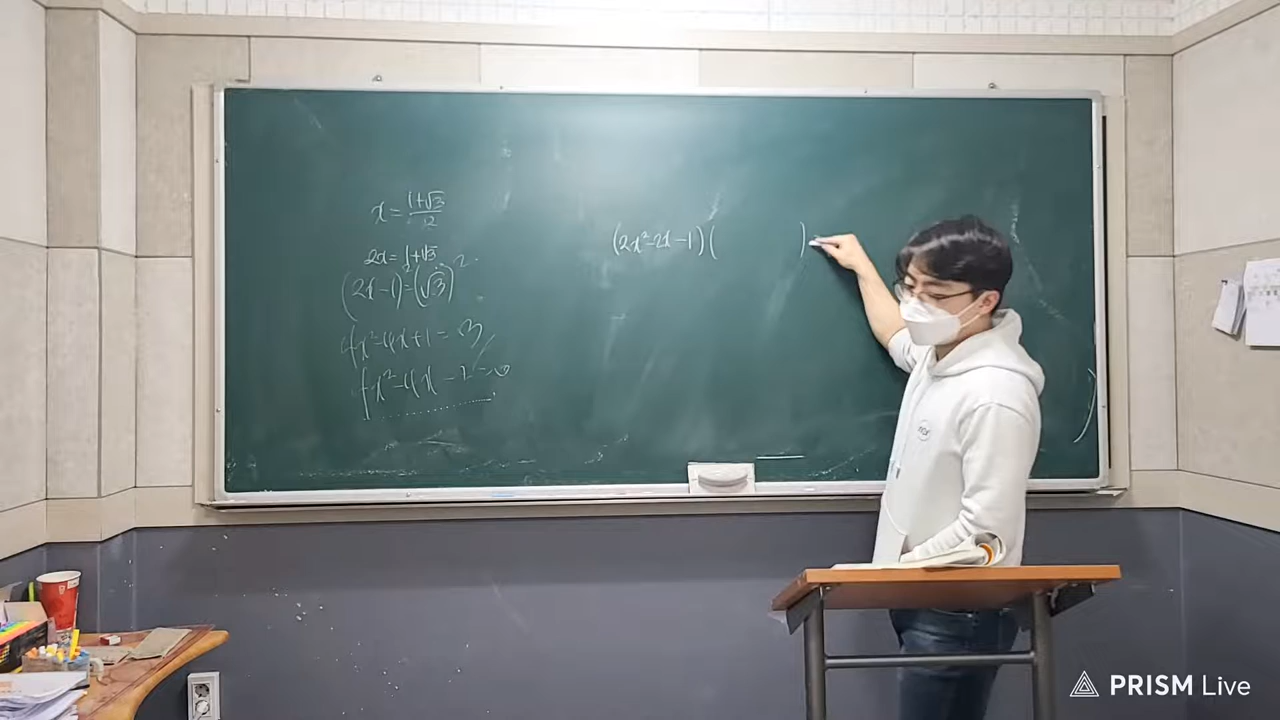 x = (1+√3)/2
2x = 1+√3
(2x-1)² = (√3)²
4x²-4x+1 = 3
4x²-4x-2=0
(2x²-2x-1)( )
PRISM Live